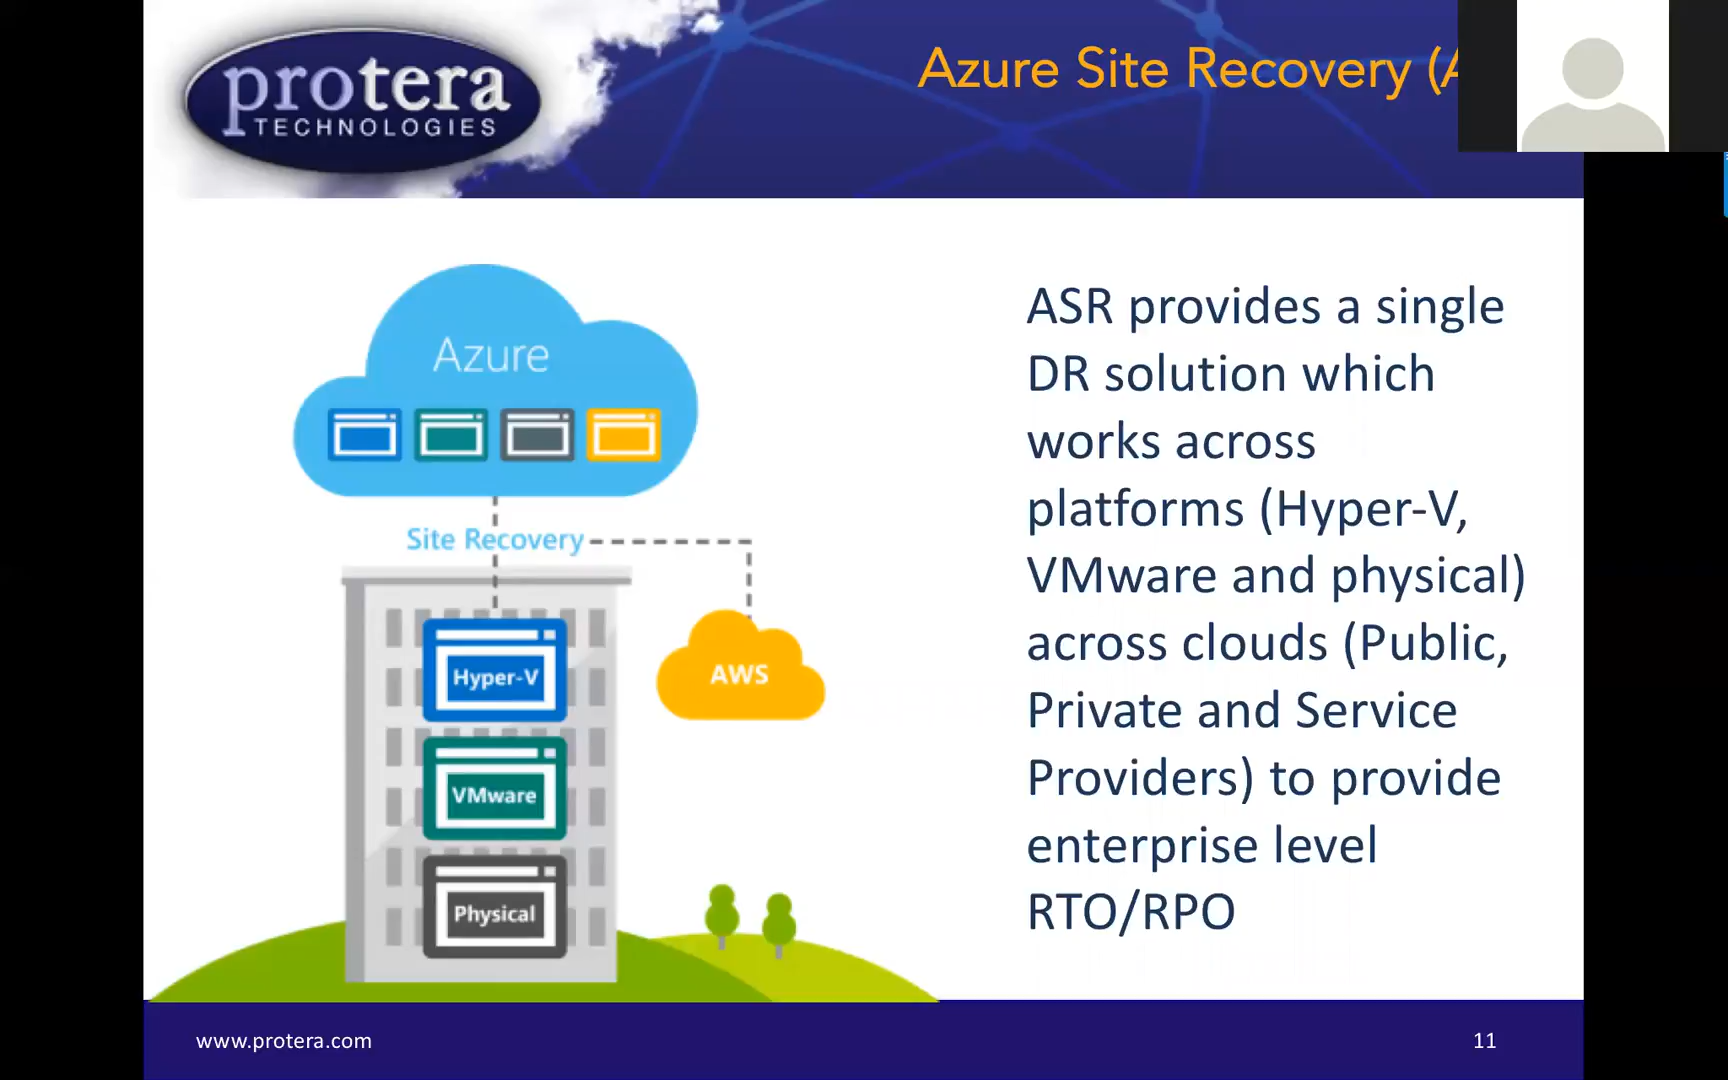 protera
TECHNOLOGIES
Azure Site Recovery (A
Azure
Site Recovery
Hyper-V
AWS
VMware
Physical
ASR provides a single
DR solution which
works across
platforms (Hyper-V,
VMware and physical)
across clouds (Public,
Private and Service
Providers) to provide
enterprise level
RTO/RPO
www.protera.com
11